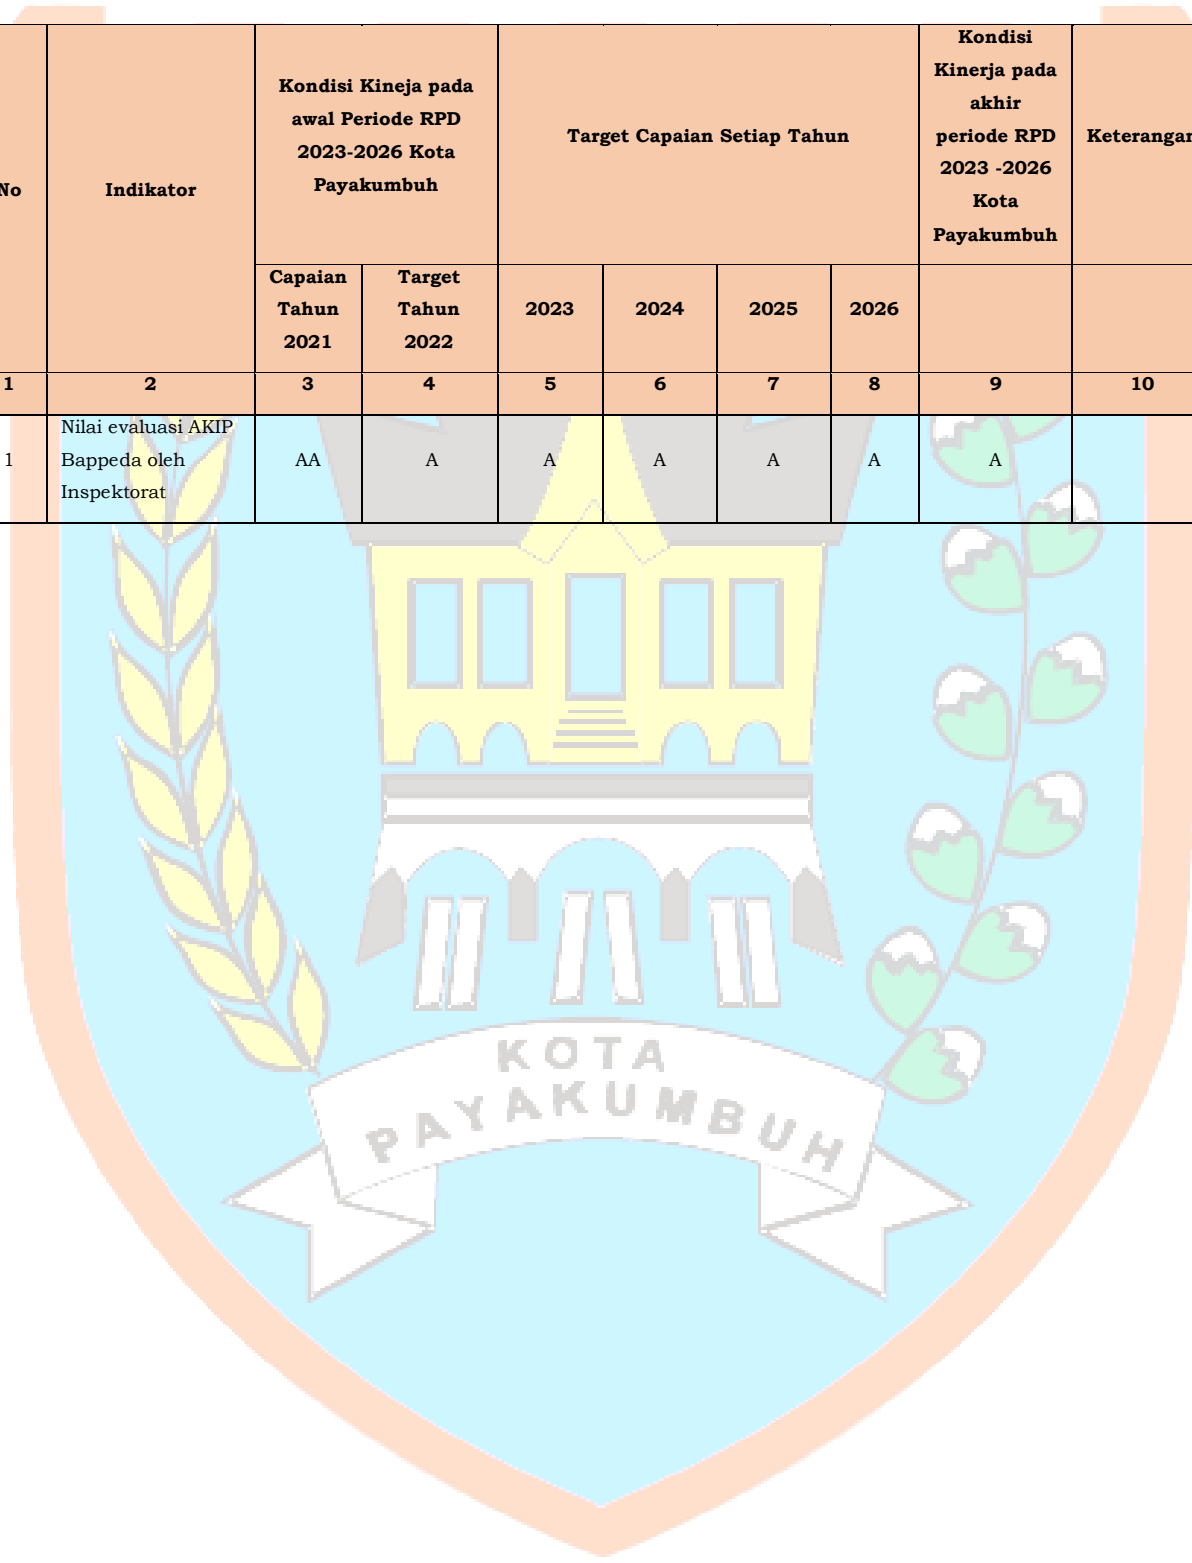 No
Indikator
Kondisi Kineja pada
awal Periode RPD
2023-2026 Kota
Payakumbuh
Target Capaian Setiap Tahun
Kondisi
Kinerja pada
akhir
periode RPD
2023 -2026
Kota
Payakumbuh
Keterangan
Capaian
Tahun
2021
Target
Tahun
2022
2023
2024
2025
2026
1
2
3
4
5
6
7
8
9
10
1
Nilai evaluasi AKIP
Bappeda oleh
Inspektorat
AA
A
A
A
A
A
A
KOTA
PAYAKUMBUH